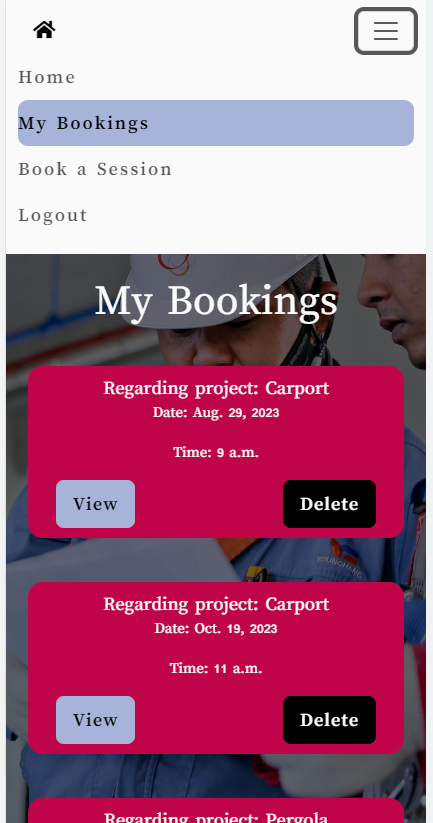 Home
My Bookings
Book a Session
Logout
My Bookings
Regarding project: Carport
Date: Aug. 29, 2023
Time: 9 a.m.
View
Delete
Regarding project: Carport
Date: Oct. 19, 2023
Time: 11 a.m.
View
Delete
Regarding project: Pergola